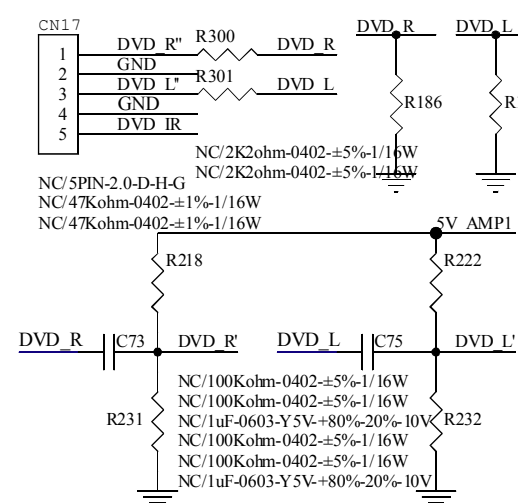 CN17
DVD_R DVD_L
1 DVD_R" R300 DVD_R
2 GND
3 DVD_L" R301 DVD_L
4 GND
5 DVD IR
R186
NC/2K2ohm-0402-±5%-1/16W
NC/2K2ohm-0402-±5%-1/16W
NC/5PIN-2.0-D-H-G
NC/47Kohm-0402-±1%-1/16W
NC/47Kohm-0402-±1%-1/16W
5V AMP1
R218 R222
DVD_R C73 DVD_R' DVD_L C75 DVD_L'
NC/100Kohm-0402-±5%-1/16W
NC/100Kohm-0402-±5%-1/16W
R231 NC/1uF-0603-Y5V-+80%-20%-10V R232
NC/100Kohm-0402-±5%-1/16W
NC/100Kohm-0402-±5%-1/16W
NC/1uF-0603-Y5V-+80%-20%-10V